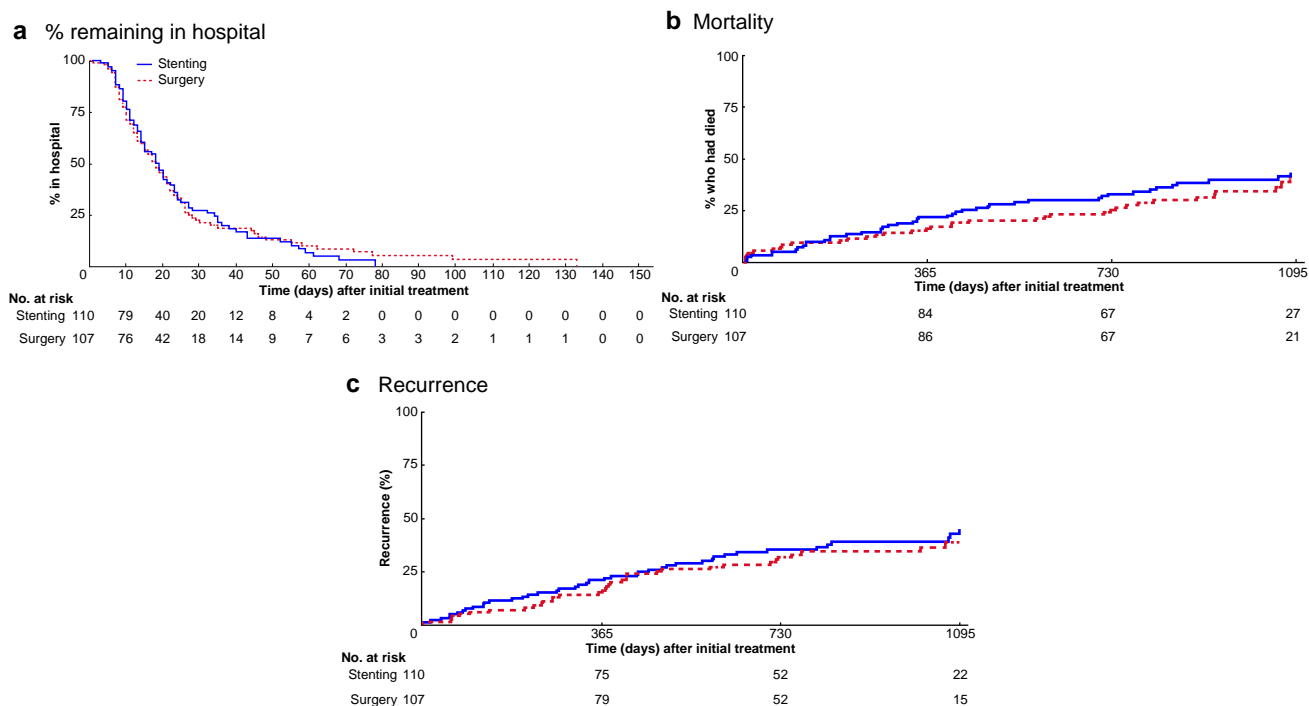 a % remaining in hospital
100
75
50
25
0
% in hospital
Stenting
Surgery
10 20 30 40 50 60 70 80 90 100 110 120 130 140 150
Time (days) after initial treatment
No. at risk
Stenting 110 79 40 20 12 8 4 2 0 0 0 0 0 0 0 0
Surgery 107 76 42 18 14 9 7 6 3 3 2 1 1 1 0 0
b Mortality
100
75
50
25
0
% who had died
365 730 1095
Time (days) after initial treatment
No. at risk
Stenting 110 84 67 27
Surgery 107 86 67 21
c Recurrence
100
75
50
25
0
Recurrence (%)
365 730 1095
Time (days) after initial treatment
No. at risk
Stenting 110 75 52 22
Surgery 107 79 52 15